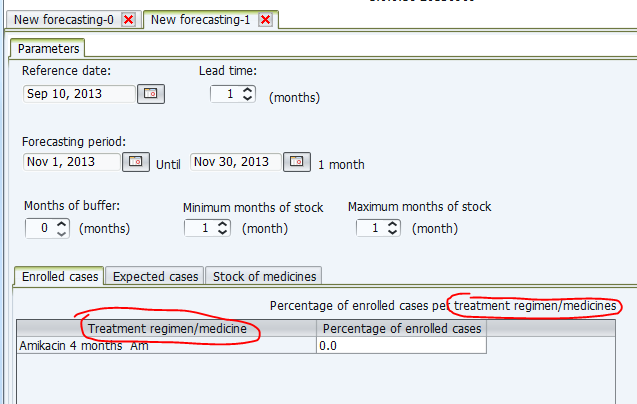 New forecasting-0 New forecasting-1
Parameters
Reference date: Lead time:
Sep 10, 2013 1 (months)
Forecasting period:
Nov 1, 2013 Until Nov 30, 2013 1 month
Months of buffer: Minimum months of stock Maximum months of stock
0 (months) 1 (month) 1 (month)
Enrolled cases Expected cases Stock of medicines
Percentage of enrolled cases per treatment regimen/medicines
Treatment regimen/medicine Percentage of enrolled cases
Amikacin 4 months Am 0.0